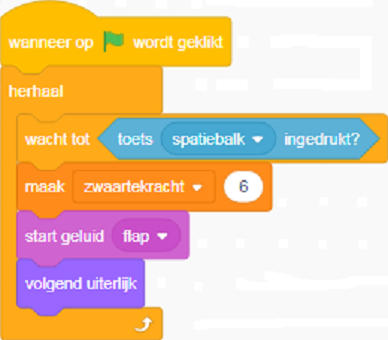 wanneer op wordt geklikt
herhaal
wacht tot toets spatiebalk ingedrukt?
maak zwaartekracht 6
start geluid flap
volgend uiterlijk